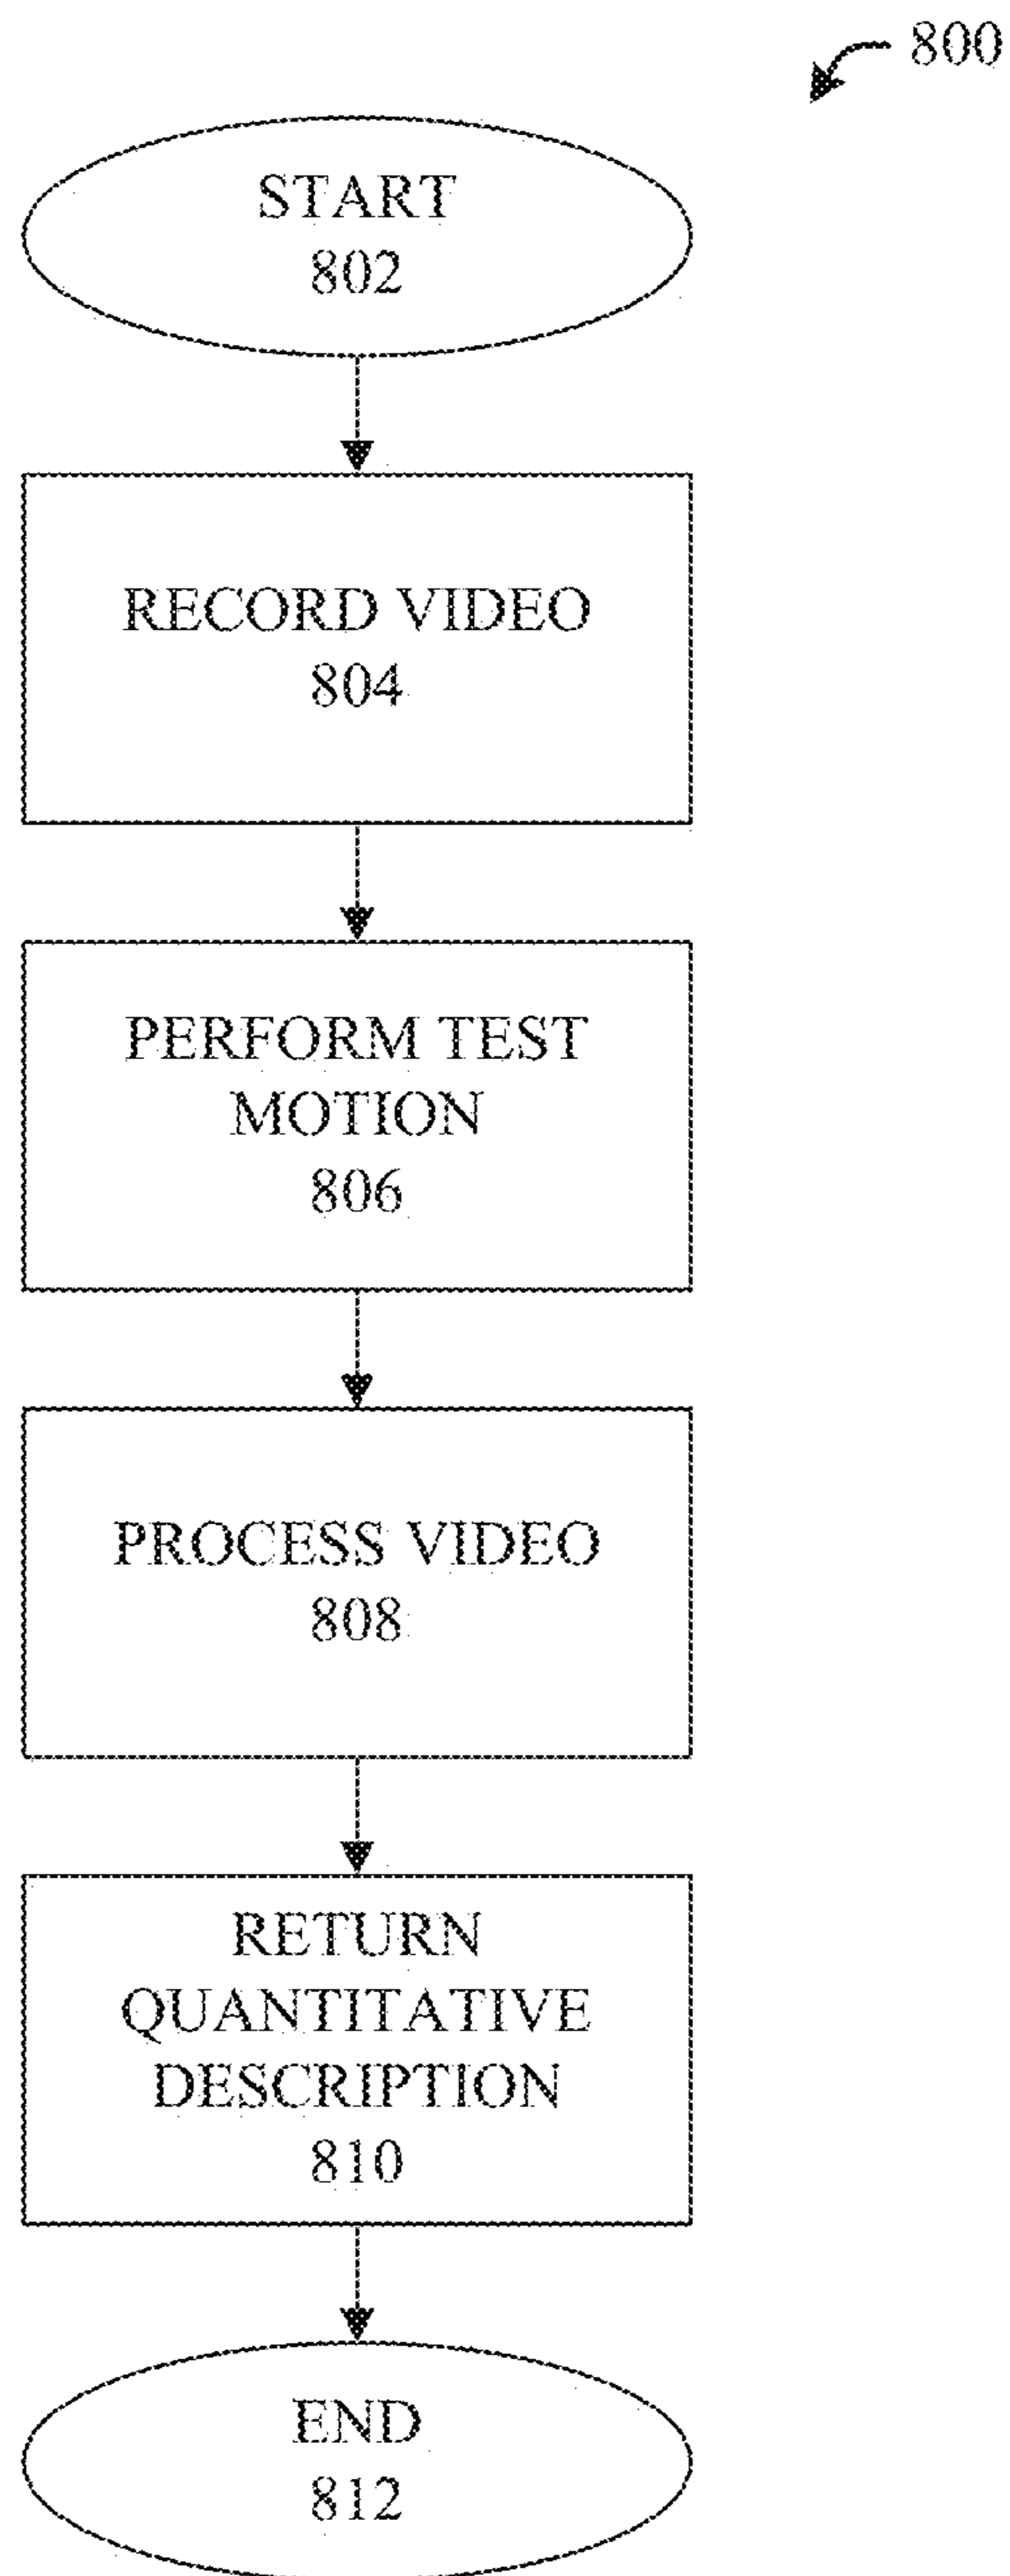 800
START
802
RECORD VIDEO
804
PERFORM TEST
MOTION
806
PROCESS VIDEO
808
RETURN
QUANTITATIVE
DESCRIPTION
810
END
812